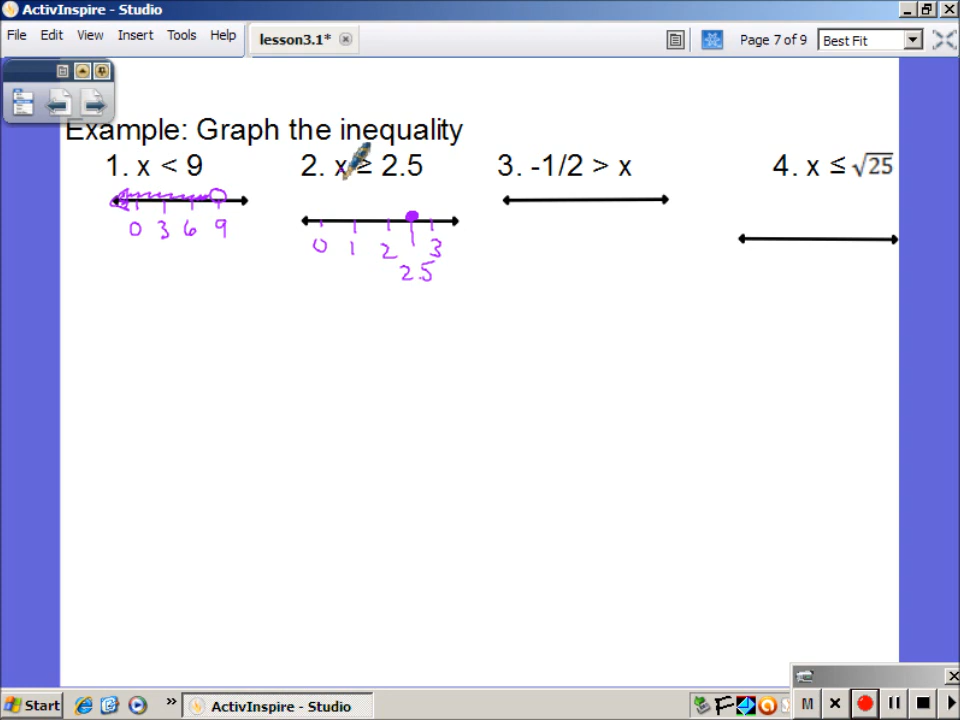 ActivInspire - Studio
File Edit View Insert Tools Help lesson3.1* Page 7 of 9 Best Fit
Example: Graph the inequality
1. x < 9 2. x ≥ 2.5 3. -1/2 > x 4. x ≤ √25
0 3 6 9
0 1 2 3
2.5
Start » ActivInspire - Studio M